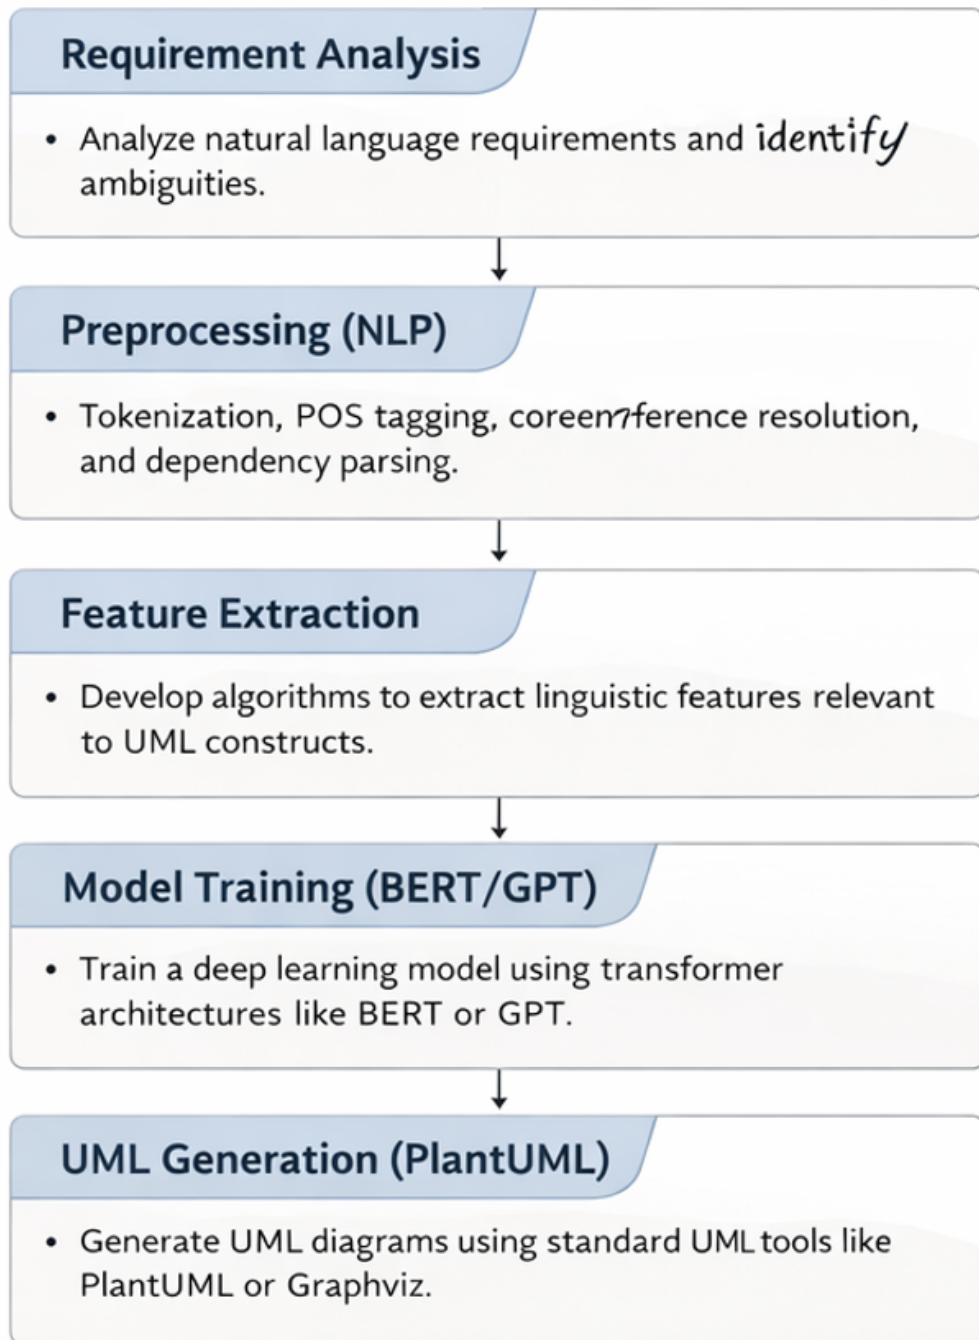 Requirement Analysis
• Analyze natural language requirements and identify
ambiguities.
Preprocessing (NLP)
• Tokenization, POS tagging, resolution,
and dependency parsing.
Feature Extraction
• Develop algorithms to extract linguistic features relevant
to UML constructs.
Model Training (BERT/GPT)
• Train a deep learning model using transformer
architectures like BERT or GPT.
UML Generation (PlantUML)
• Generate UML diagrams using standard UML tools like
PlantUML or Graphviz.